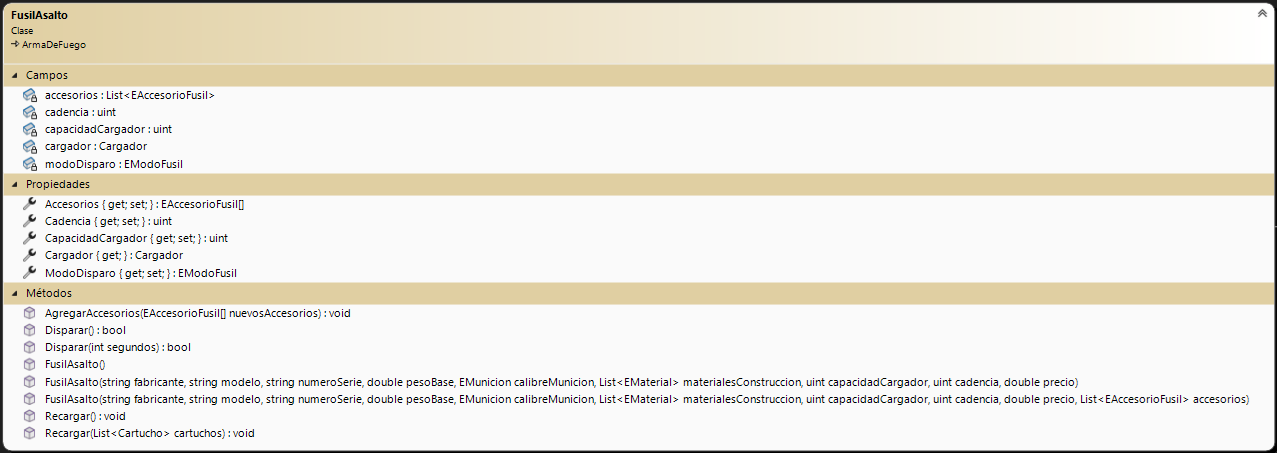 FusilAsalto
Clase
ArmaDeFuego
Campos
accesorios : List<EAccesorioFusil>
cadencia : uint
capacidadCargador : uint
cargador : Cargador
modoDisparo : EModoFusil
Propiedades
Accesorios { get; set; } : EAccesorioFusil[]
Cadencia { get; set; } : uint
CapacidadCargador { get; set; } : uint
Cargador { get; } : Cargador
ModoDisparo { get; set; } : EModoFusil
Métodos
AgregarAccesorios(EAccesorioFusil[] nuevosAccesorios) : void
Disparar() : bool
Disparar(int segundos) : bool
FusilAsalto()
FusilAsalto(string fabricante, string modelo, string numeroSerie, double pesoBase, EMunicion calibreMunicion, List<EMaterial> materialesConstruccion, uint capacidadCargador, uint cadencia, double precio)
FusilAsalto(string fabricante, string modelo, string numeroSerie, double pesoBase, EMunicion calibreMunicion, List<EMaterial> materialesConstruccion, uint capacidadCargador, uint cadencia, double precio, List<EAccesorioFusil> accesorios)
Recargar() : void
Recargar(List<Cartucho> cartuchos) : void